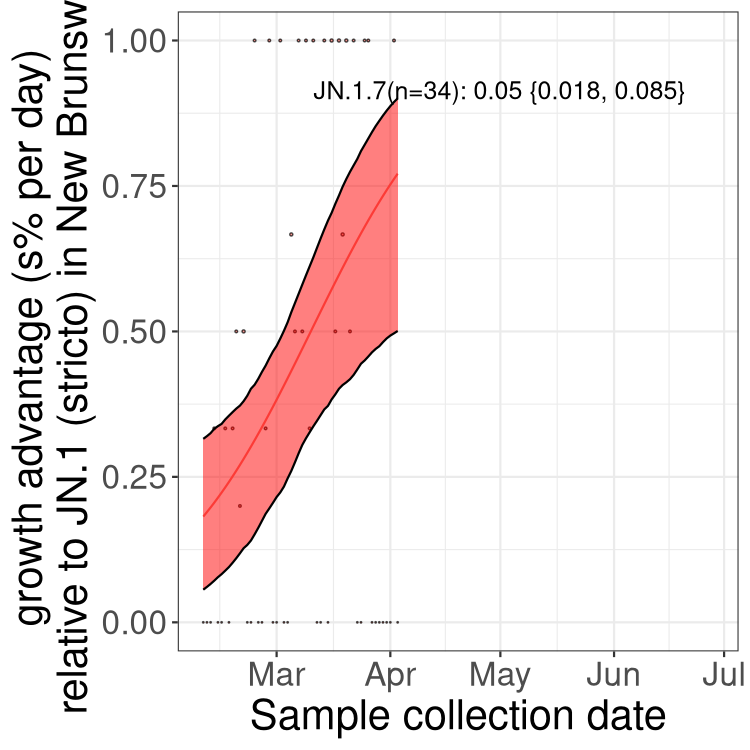 growth advantage (s% per day)
relative to JN.1 (stricto) in New Brunsw
1.00
0.75
0.50
0.25
0.00
JN.1.7(n=34): 0.05 {0.018, 0.085}
Mar Apr May Jun Jul
Sample collection date